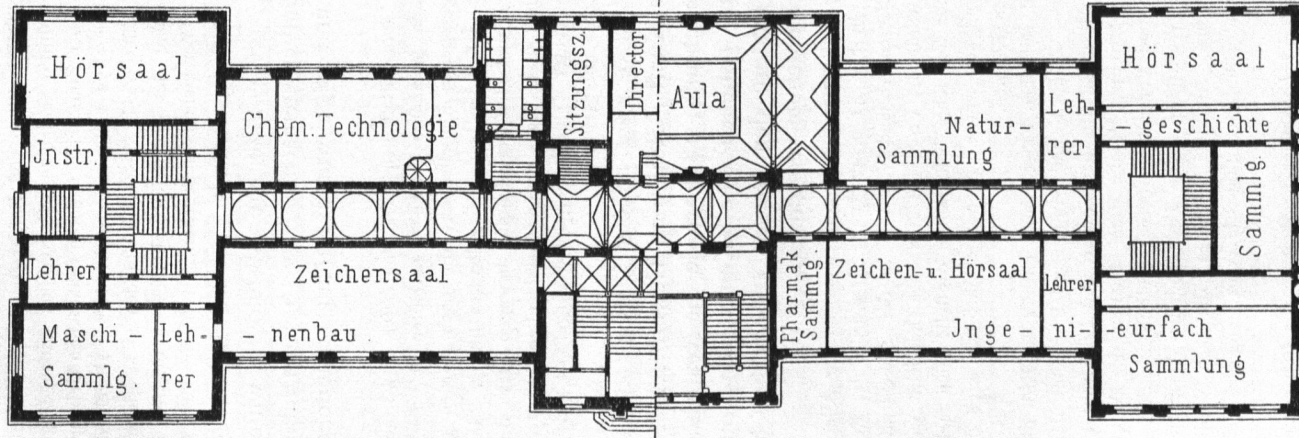 Hörsaal
Chem. Technologie
Jnstr.
Lehrer
Maschi-
Sammlg.
Leh-
rer
Zeichensaal
- nenbau.
Sitzungsz.
Director
Aula
Natur-
Sammlung
Leh-
rer
Hörsaal
- geschichte
Sammlg.
Pharmak.
Sammlg.
Zeichen- u. Hörsaal
Jnge-
Lehrer
ni-
-eurfach
Sammlung